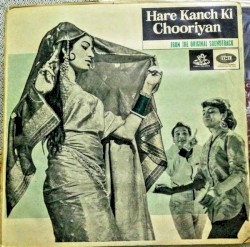 Hare Kanch Ki
Chooriyan
FROM THE ORIGINAL SOUNDTRACK